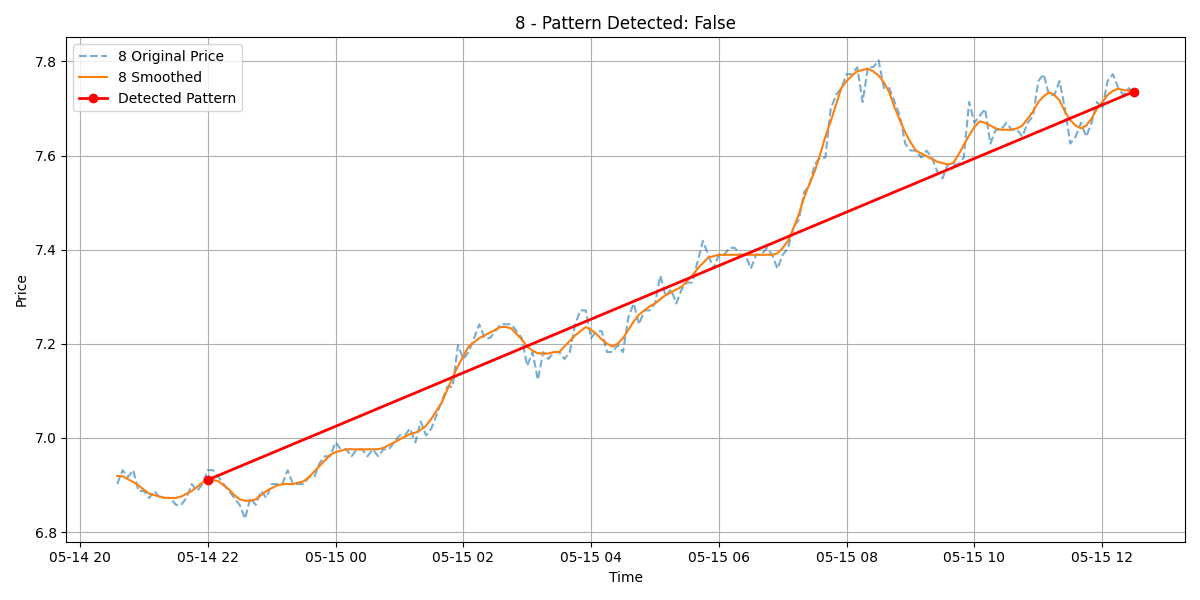 8 - Pattern Detected: False
8 Original Price
8 Smoothed
Detected Pattern
Price
7.8
7.6
7.4
7.2
7.0
6.8
05-14 20 05-14 22 05-15 00 05-15 02 05-15 04 05-15 06 05-15 08 05-15 10 05-15 12
Time